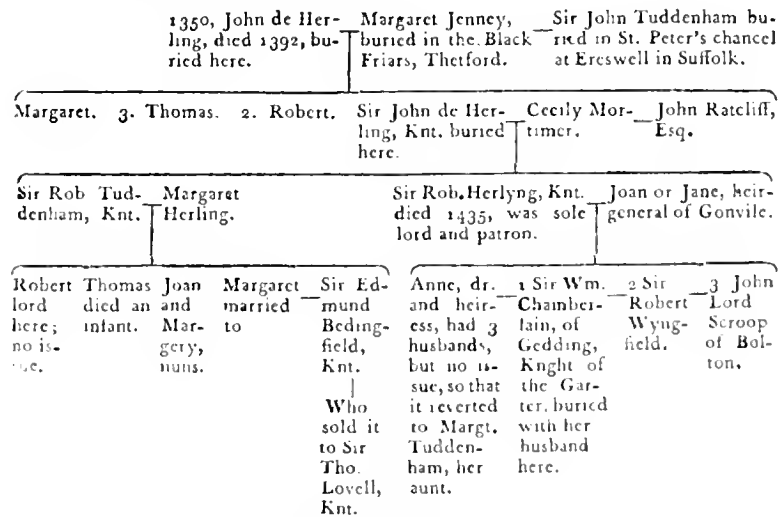 1350, John de Her-
ling, died 1392, bu-
ried here.
Margaret Jenney,
buried in the Black
Friars, Thetford.
Sir John Tuddenham bu-
ried in St. Peter's chancel
at Ereswell in Suffolk.
Margaret. 3. Thomas. 2. Robert.
Sir John de Her-
ling, Knt. buried
here.
Cecily Mor-
timer.
John Ratcliff,
Esq.
Sir Rob Tud-
denham, Knt.
Margaret
Herling.
Sir Rob. Herlyng, Knt.
died 1435, was sole
lord and patron.
Joan or Jane, heir-
general of Gonvile.
Robert
lord
here;
no is-
sue.
Thomas
died an
infant.
Joan
and
Mar-
gery,
nuns.
Margaret
married
to
Sir Ed-
mund
Beding-
field,
Knt.
Who
sold it
to Sir
Tho.
Lovell,
Knt.
Anne, dr.
and heir-
ess, had 3
husbands,
but no is-
sue, so that
it reverted
to Margt.
Tudden-
ham, her
aunt.
1 Sir Wm.
Chamber-
lain, of
Gedding,
Knght of
the Gar-
ter. buried
with her
husband
here.
2 Sir
Robert
Wyng-
field.
3 John
Lord
Scroop
of Bol-
ton.